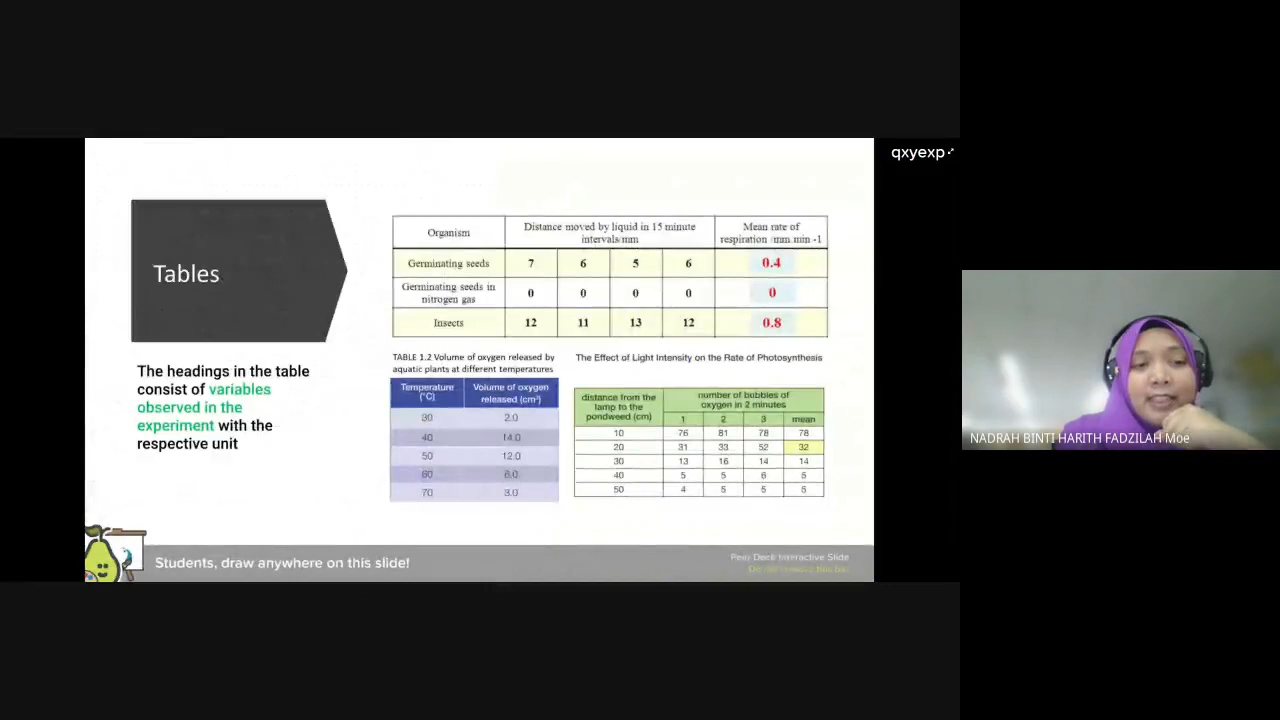 qxyexp
Tables
The headings in the table
consist of variables
observed in the
experiment with the
respective unit
Organism
Distance moved by liquid in 15 minute
intervals/mm
Mean rate of
respiration /mm min -1
Germinating seeds 7 6 5 6 0.4
Germinating seeds in
nitrogen gas 0 0 0 0 0
Insects 12 11 13 12 0.8
TABLE 1.2 Volume of oxygen released by
aquatic plants at different temperatures
Temperature
(°C)
Volume of oxygen
released (cm³)
30 2.0
40 14.0
50 12.0
60 6.0
70 3.0
The Effect of Light Intensity on the Rate of Photosynthesis
distance from the
lamp to the
pondweed (cm)
number of bubbles of
oxygen in 2 minutes
1 2 3 mean
10 76 81 78 78
20 31 33 52 32
30 13 16 14 14
40 5 5 6 5
50 4 5 5 5
Students, draw anywhere on this slide!
Pear Deck Interactive Slide
NADRAH BINTI HARITH FADZILAH Moe